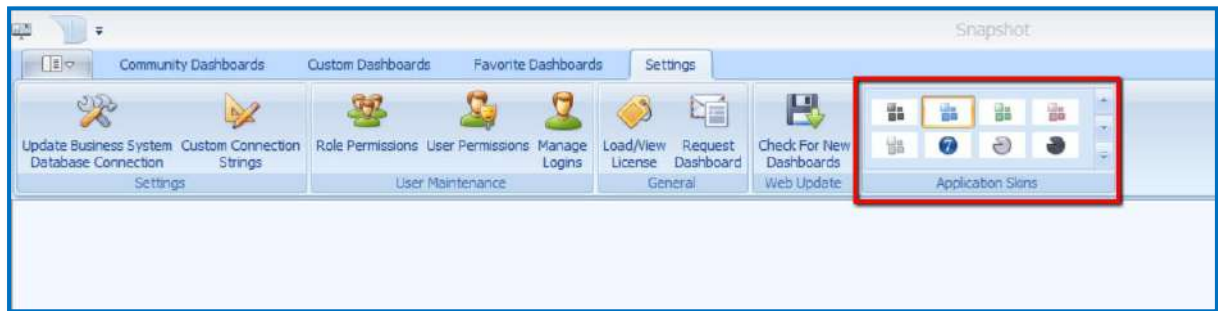 Snapshot
Community Dashboards Custom Dashboards Favorite Dashboards Settings
Update Business System Database Connection
Custom Connection Strings
Role Permissions
User Permissions
Manage Logins
Load/View License
Request Dashboard
Check For New Dashboards
7
Settings User Maintenance General Web Update Application Skins